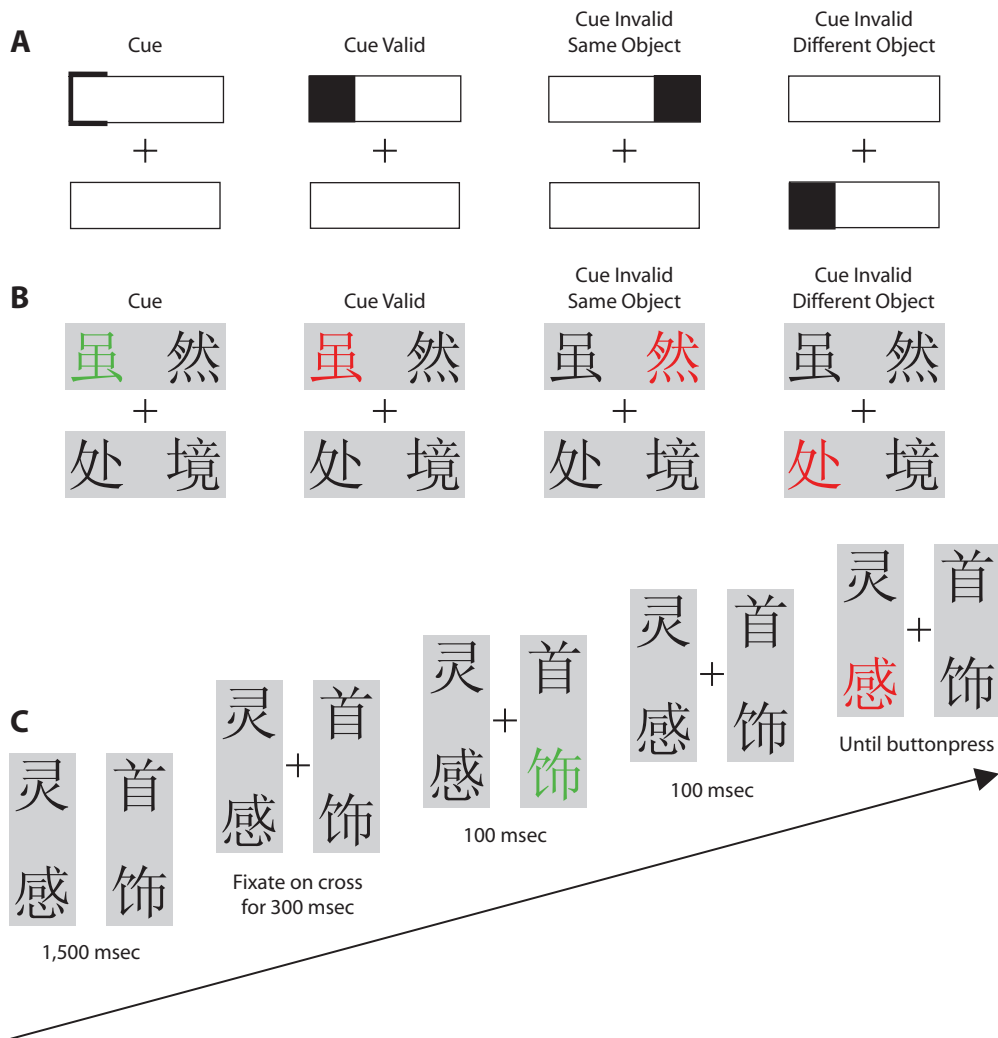 A
Cue
Cue Valid
Cue Invalid
Same Object
Cue Invalid
Different Object
+ + + +
B
Cue
Cue Valid
Cue Invalid
Same Object
Cue Invalid
Different Object
虽 然 虽 然 虽 然 虽 然
+ + + +
处 境 处 境 处 境 处 境
C
灵 首
感 饰
1,500 msec
灵 首
+
感 饰
Fixate on cross
for 300 msec
灵 首
+
感 饰
100 msec
灵 首
+
感 饰
100 msec
灵 首
+
感 饰
Until buttonpress